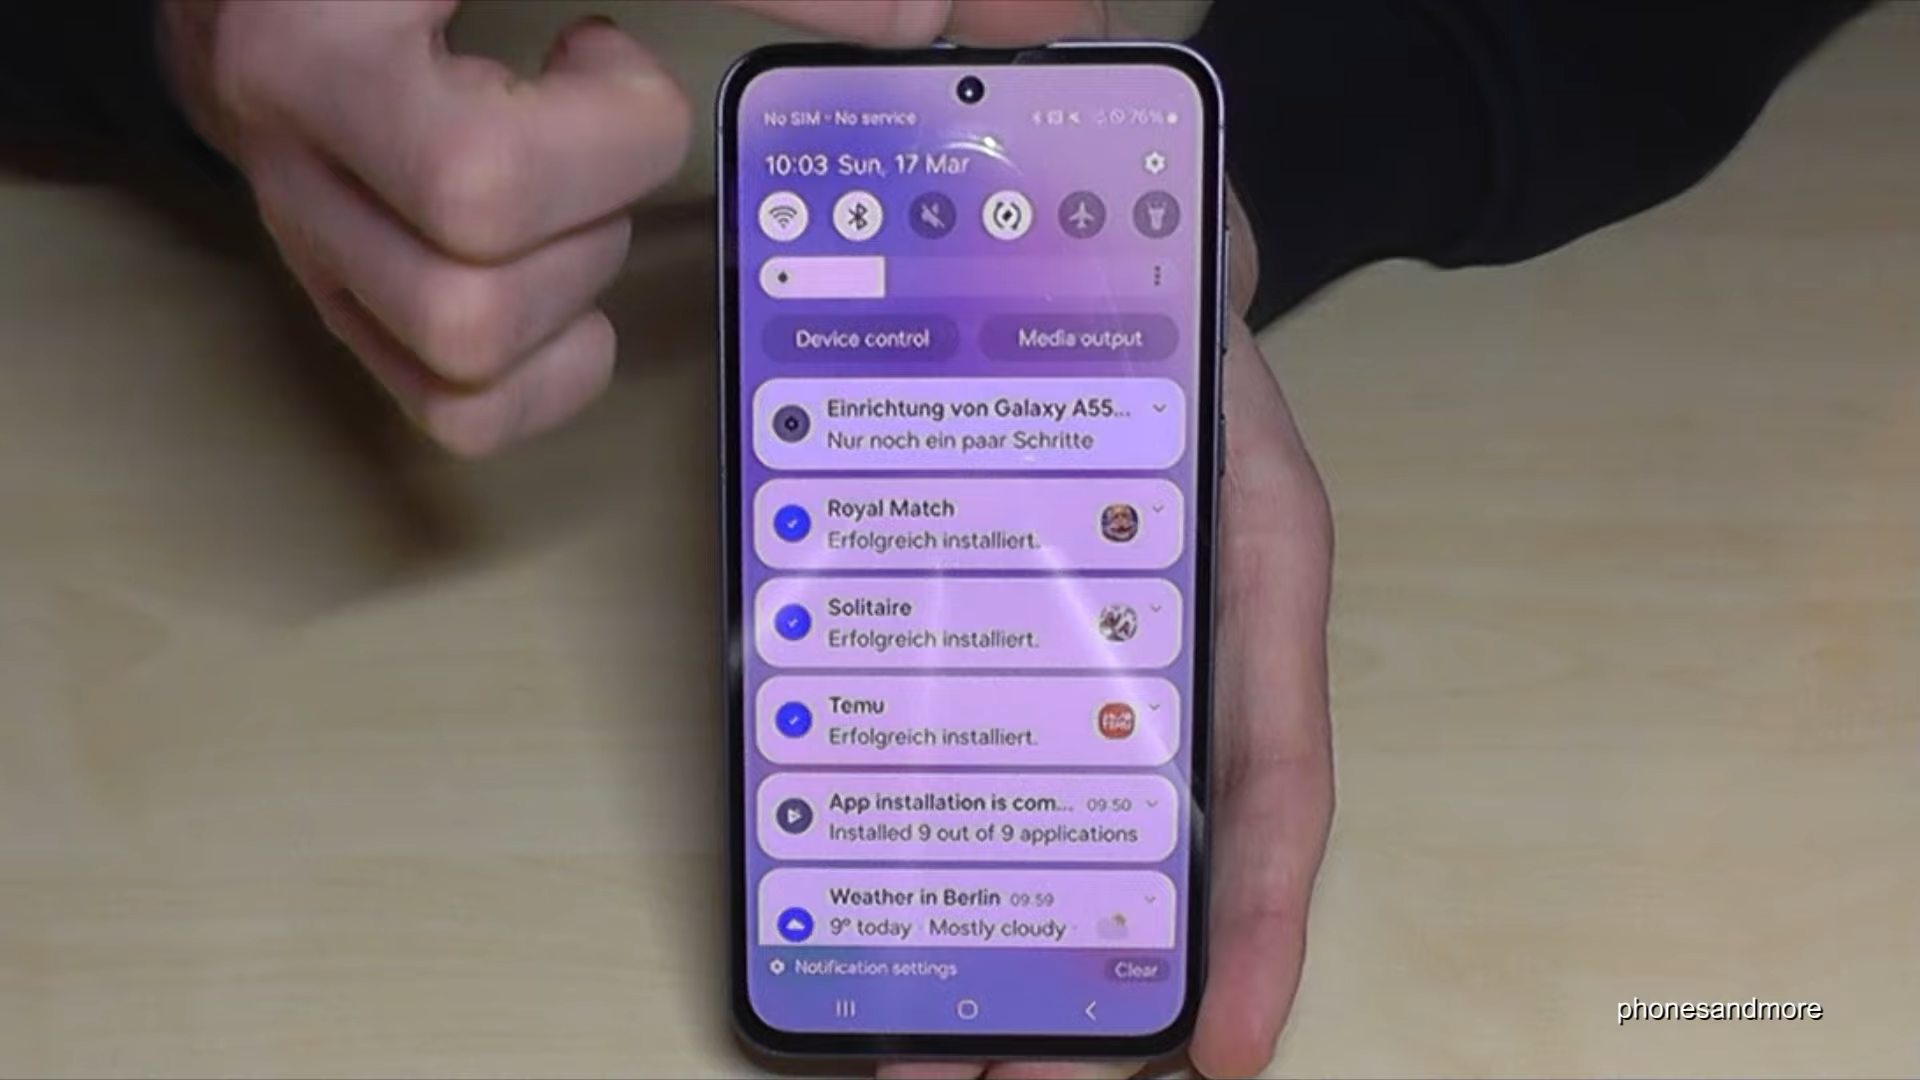 No SIM - No service
76%
10:03 Sun, 17 Mar
Device control
Media output
Einrichtung von Galaxy A55...
Nur noch ein paar Schritte
Royal Match
Erfolgreich installiert.
Solitaire
Erfolgreich installiert.
Temu
Erfolgreich installiert.
App installation is com... 09:50
Installed 9 out of 9 applications
Weather in Berlin 09:59
9° today · Mostly cloudy ·
Notification settings
Clear
phonesandmore